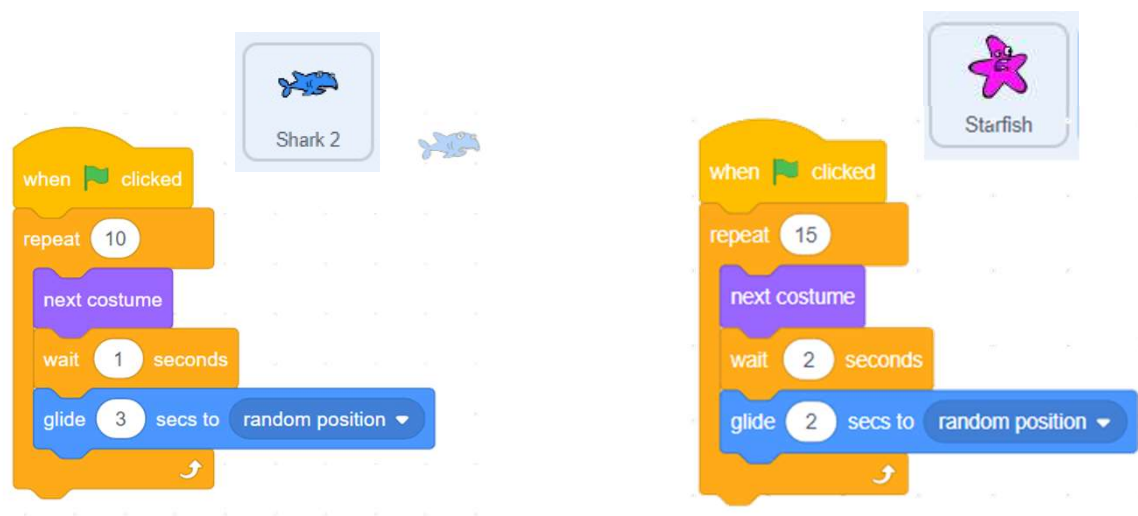 Shark 2
when clicked
repeat 10
next costume
wait 1 seconds
glide 3 secs to random position
Starfish
when clicked
repeat 15
next costume
wait 2 seconds
glide 2 secs to random position